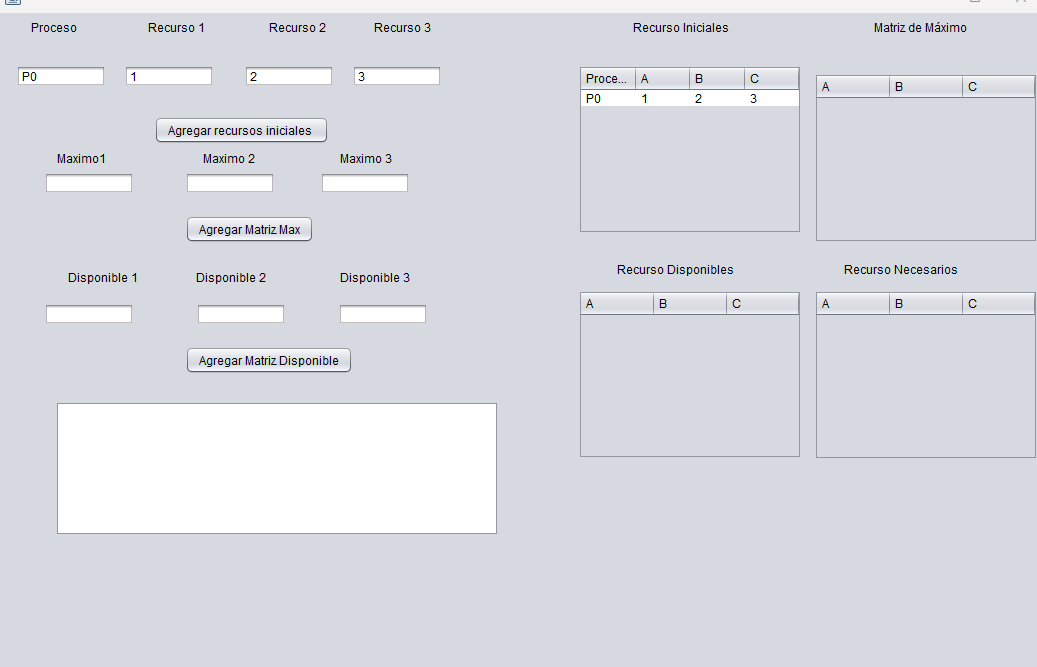 Proceso Recurso 1 Recurso 2 Recurso 3
P0 1 2 3
Agregar recursos iniciales
Maximo1 Maximo 2 Maximo 3
Agregar Matriz Max
Disponible 1 Disponible 2 Disponible 3
Agregar Matriz Disponible
Recurso Iniciales
Proce... A B C
P0 1 2 3
Matriz de Máximo
A B C
Recurso Disponibles
A B C
Recurso Necesarios
A B C